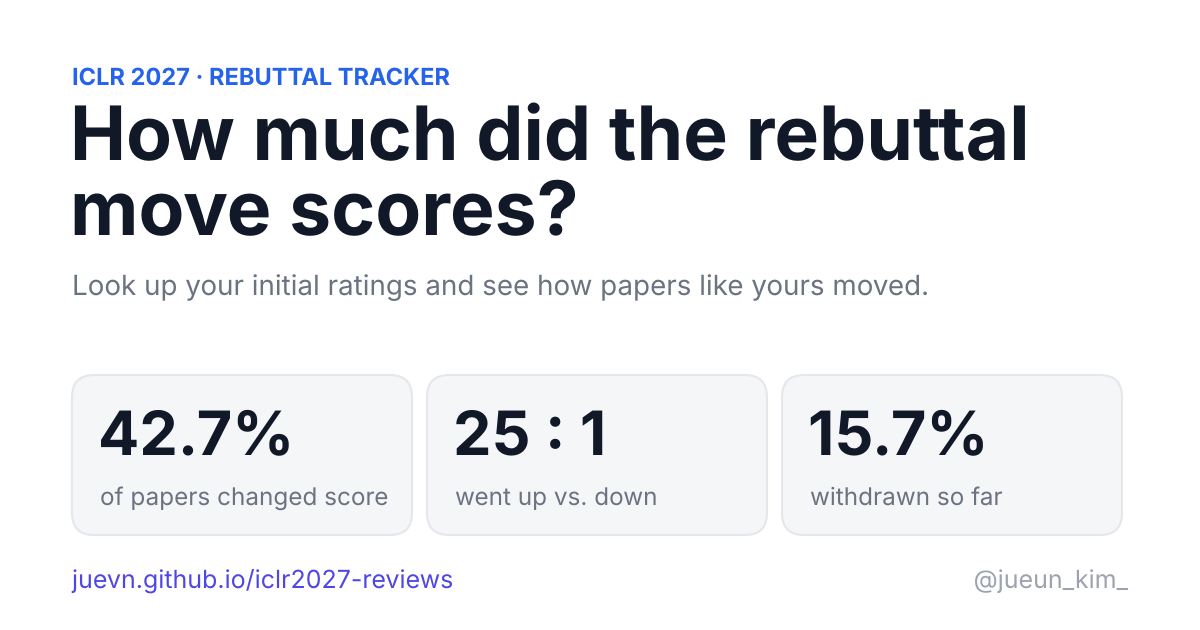 ICLR 2027 · REBUTTAL TRACKER
How much did the rebuttal
move scores?
Look up your initial ratings and see how papers like yours moved.
42.7%
of papers changed score
25 : 1
went up vs. down
15.7%
withdrawn so far
juevn.github.io/iclr2027-reviews
@jueun_kim_